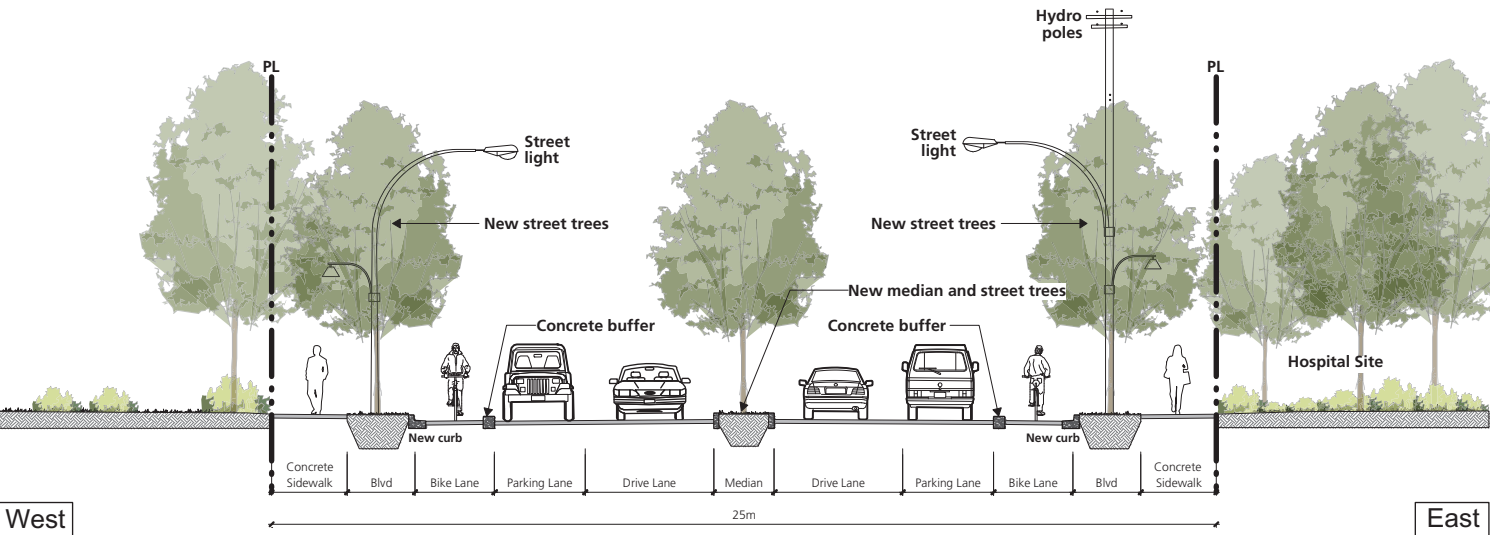 Hydro
poles
PL
PL
Street
light
Street
light
New street trees
New street trees
New median and street trees
Concrete buffer
Concrete buffer
Hospital Site
New curb
New curb
Concrete
Sidewalk
Blvd
Bike Lane
Parking Lane
Drive Lane
Median
Drive Lane
Parking Lane
Bike Lane
Blvd
Concrete
Sidewalk
25m
West
East